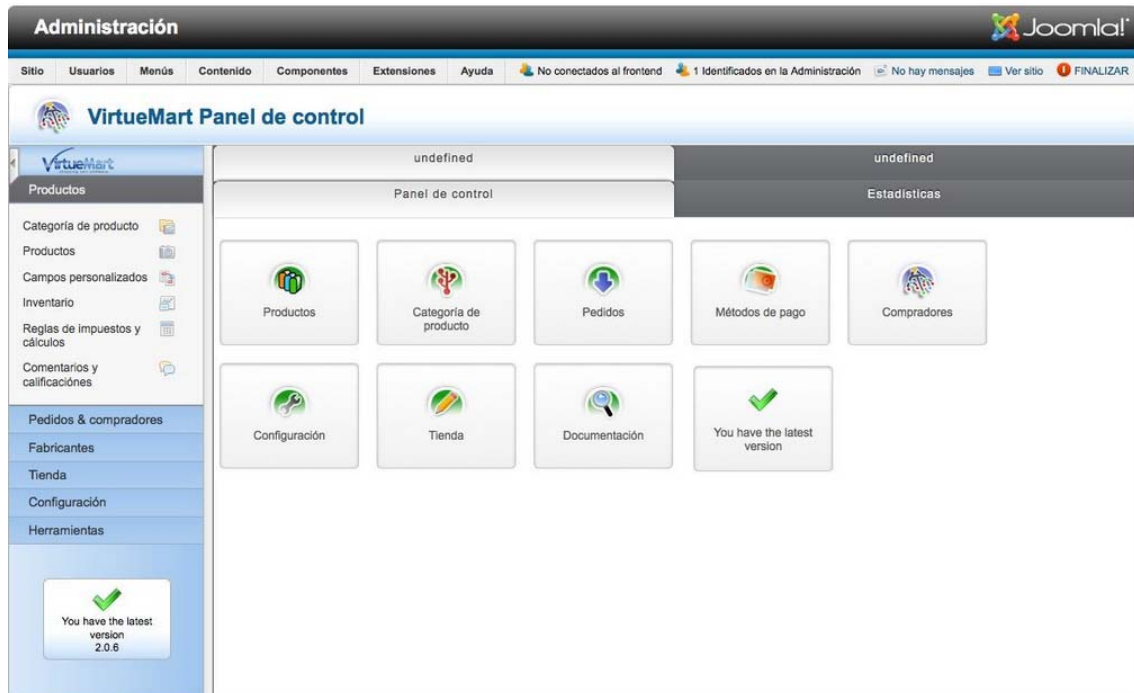 Administración
Joomla!
Sitio Usuarios Menús Contenido Componentes Extensiones Ayuda No conectados al frontend 1 Identificados en la Administración No hay mensajes Ver sitio FINALIZAR
VirtueMart Panel de control
VirtueMart
undefined undefined
Productos
Panel de control Estadísticas
Categoría de producto
Productos
Campos personalizados
Inventario
Reglas de impuestos y
cálculos
Comentarios y
calificaciónes
Pedidos & compradores
Fabricantes
Tienda
Configuración
Herramientas
You have the latest
version
2.0.6
Productos
Categoría de
producto
Pedidos
Métodos de pago
Compradores
Configuración
Tienda
Documentación
You have the latest
version